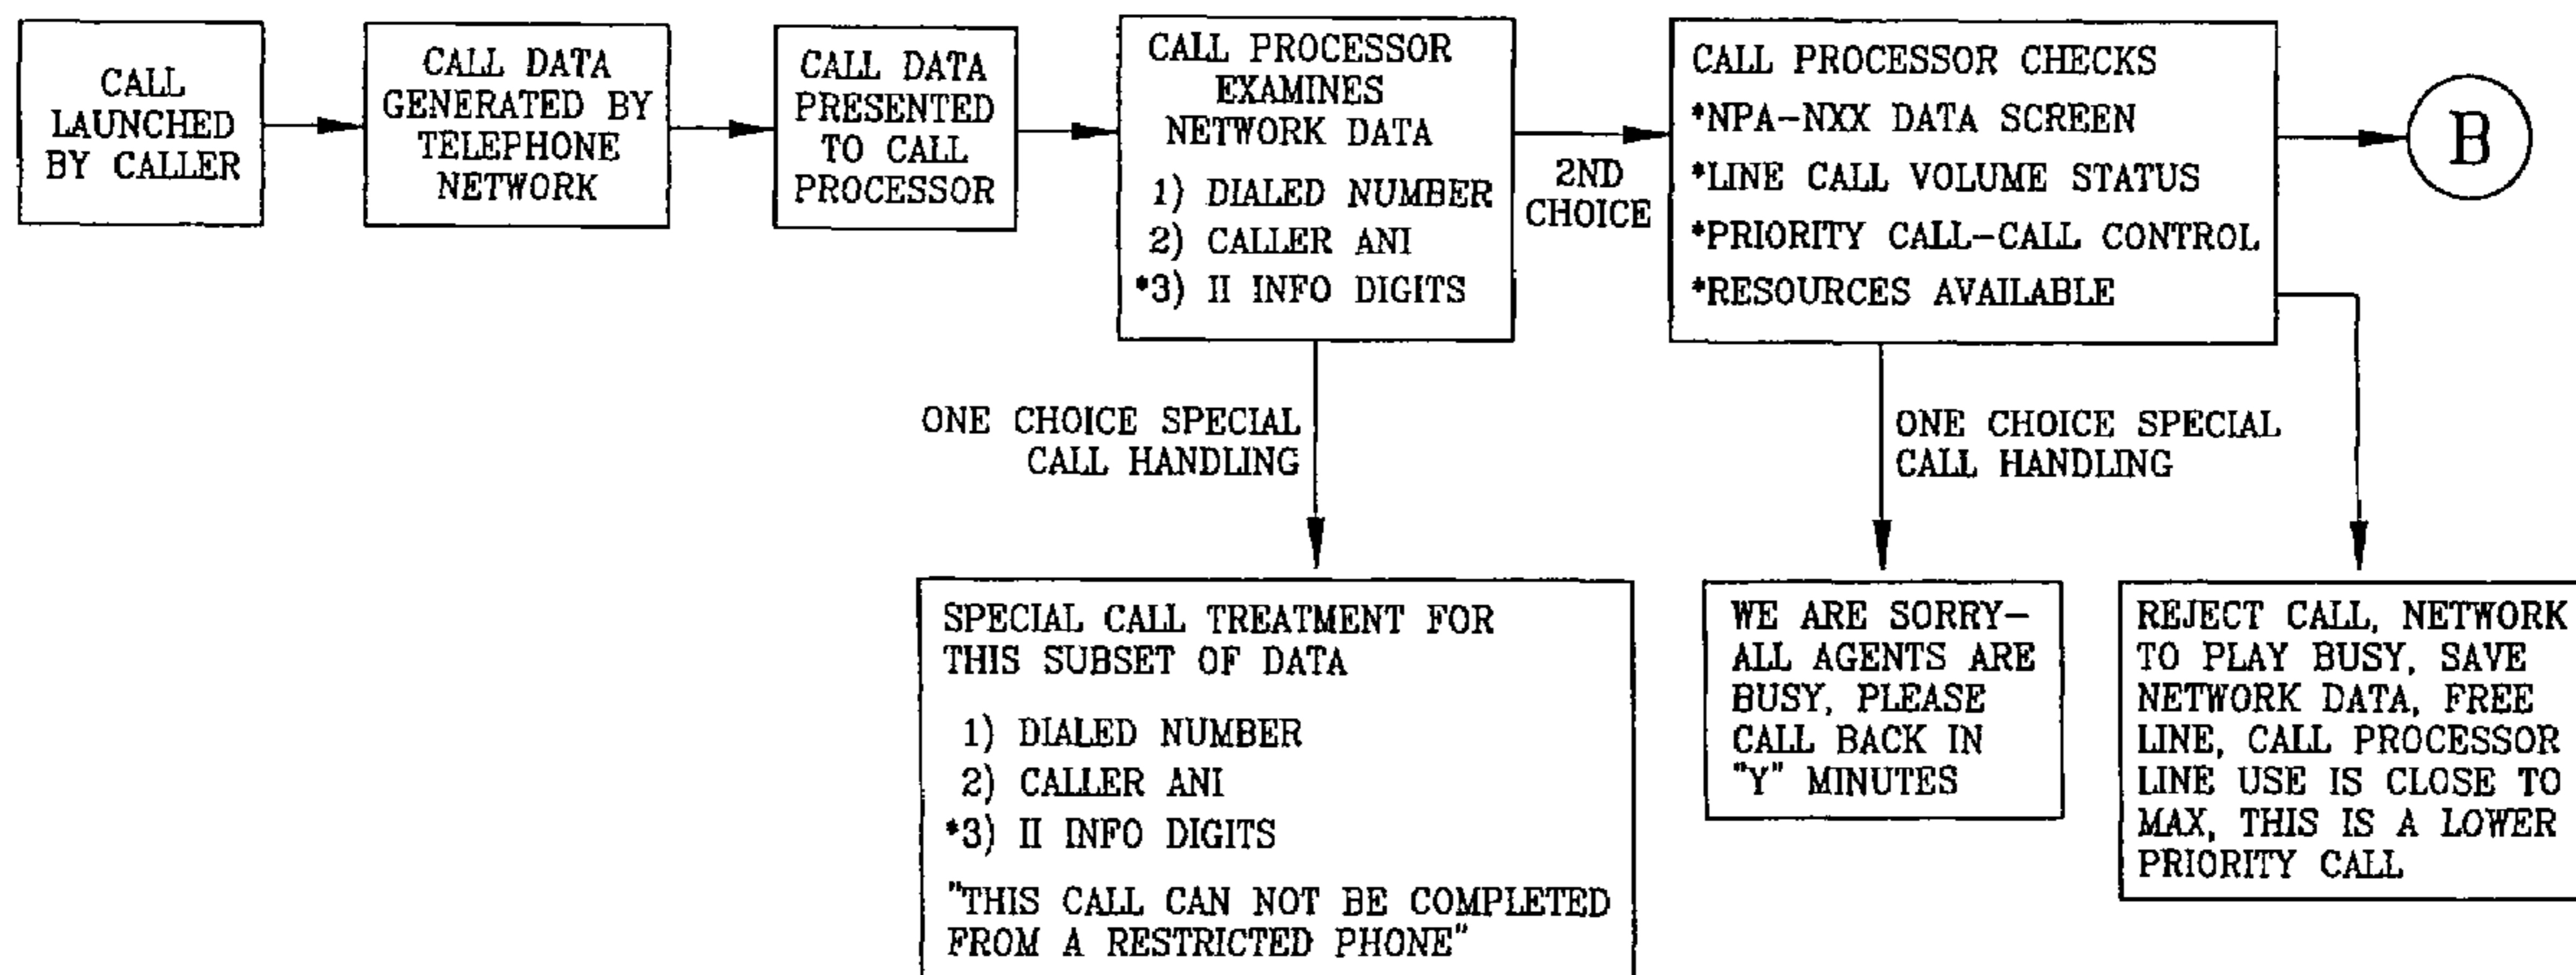 CALL
LAUNCHED
BY CALLER
CALL DATA
GENERATED BY
TELEPHONE
NETWORK
CALL DATA
PRESENTED
TO CALL
PROCESSOR
CALL PROCESSOR
EXAMINES
NETWORK DATA
1) DIALED NUMBER
2) CALLER ANI
*3) II INFO DIGITS
2ND
CHOICE
CALL PROCESSOR CHECKS
*NPA-NXX DATA SCREEN
*LINE CALL VOLUME STATUS
*PRIORITY CALL-CALL CONTROL
*RESOURCES AVAILABLE
B
ONE CHOICE SPECIAL
CALL HANDLING
ONE CHOICE SPECIAL
CALL HANDLING
SPECIAL CALL TREATMENT FOR
THIS SUBSET OF DATA
1) DIALED NUMBER
2) CALLER ANI
*3) II INFO DIGITS
"THIS CALL CAN NOT BE COMPLETED
FROM A RESTRICTED PHONE"
WE ARE SORRY-
ALL AGENTS ARE
BUSY, PLEASE
CALL BACK IN
"Y" MINUTES
REJECT CALL, NETWORK
TO PLAY BUSY, SAVE
NETWORK DATA, FREE
LINE, CALL PROCESSOR
LINE USE IS CLOSE TO
MAX, THIS IS A LOWER
PRIORITY CALL